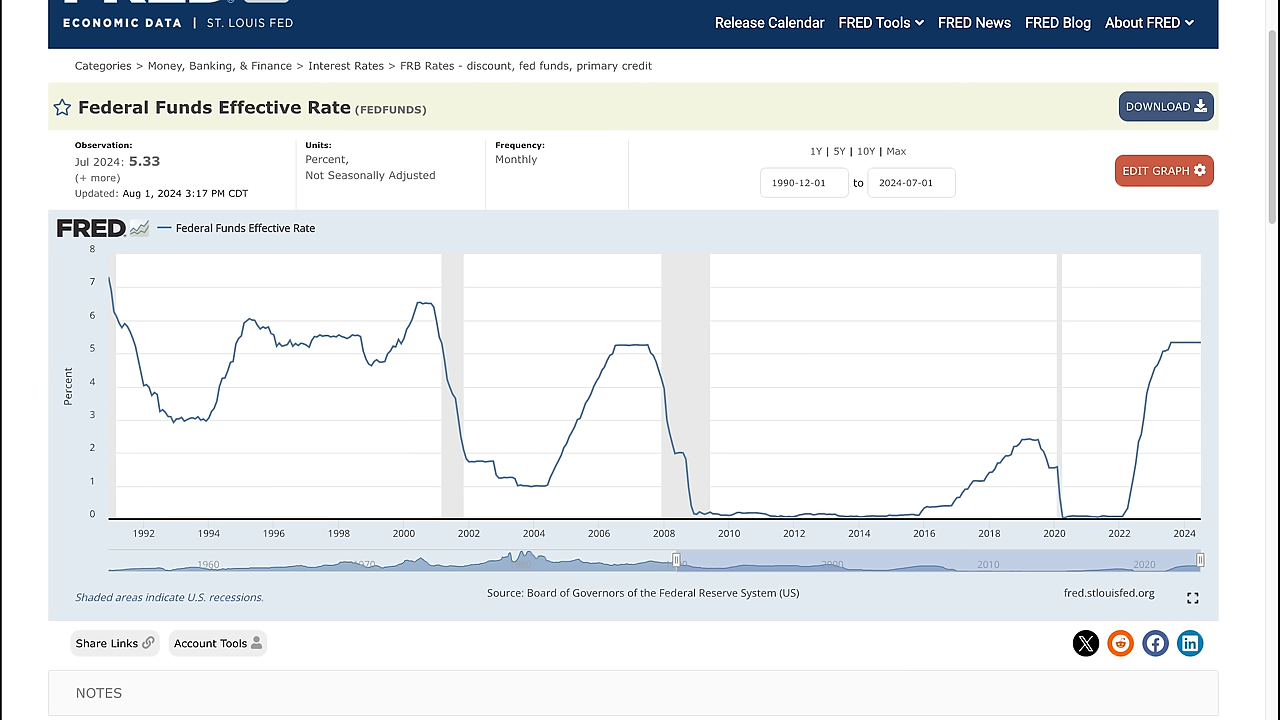 FRED
ECONOMIC DATA | ST. LOUIS FED
Release Calendar FRED Tools FRED News FRED Blog About FRED
Categories > Money, Banking, & Finance > Interest Rates > FRB Rates - discount, fed funds, primary credit
Federal Funds Effective Rate (FEDFUNDS)
DOWNLOAD
Observation:
Jul 2024: 5.33
(+ more)
Updated: Aug 1, 2024 3:17 PM CDT
Units:
Percent,
Not Seasonally Adjusted
Frequency:
Monthly
1Y | 5Y | 10Y | Max
1990-12-01 to 2024-07-01
EDIT GRAPH
FRED Federal Funds Effective Rate
8
7
6
5
4
3
2
1
0
Percent
1992 1994 1996 1998 2000 2002 2004 2006 2008 2010 2012 2014 2016 2018 2020 2022 2024
1960 1970 2000 2010 2020
Shaded areas indicate U.S. recessions.
Source: Board of Governors of the Federal Reserve System (US)
fred.stlouisfed.org
Share Links Account Tools
NOTES